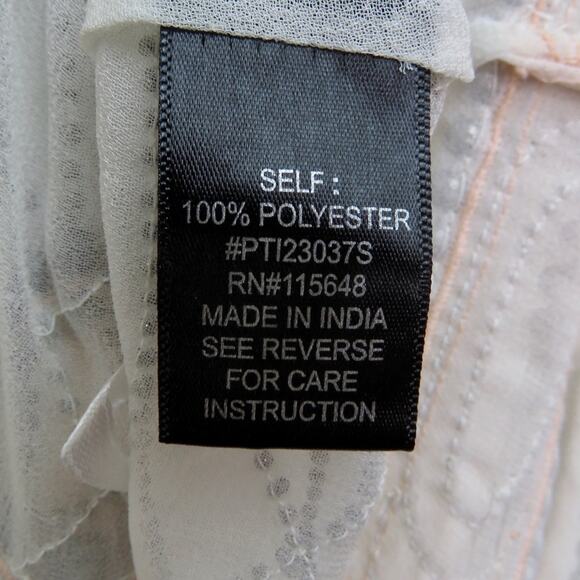 SELF :
100% POLYESTER
#PTI23037S
RN#115648
MADE IN INDIA
SEE REVERSE
FOR CARE
INSTRUCTION